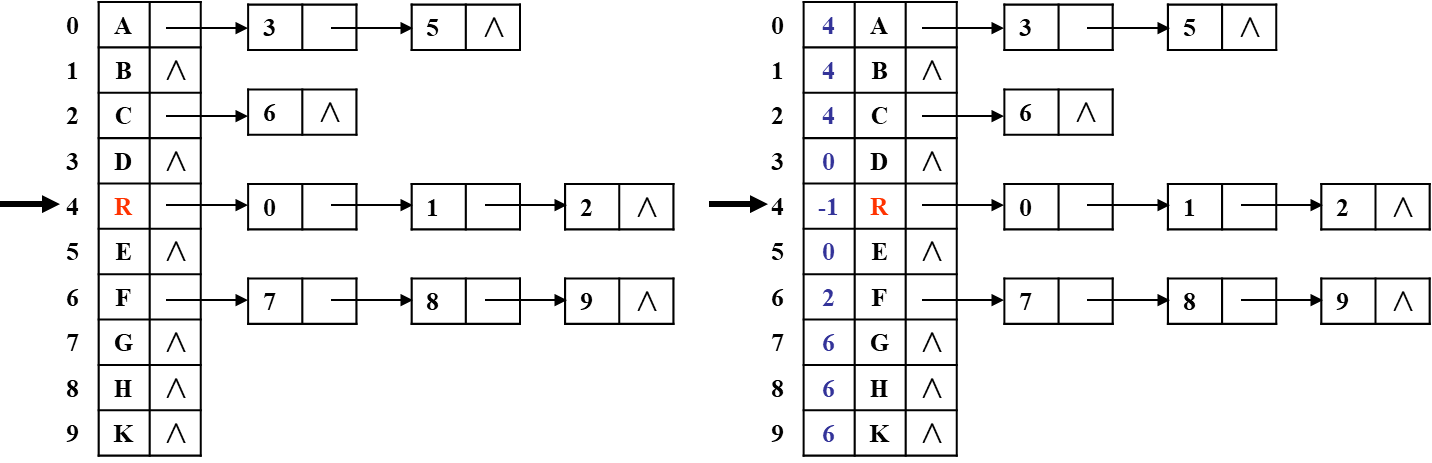 0 A 3 5 ∧ 0 4 A 3 5 ∧
1 B ∧ 1 4 B ∧
2 C 6 ∧ 2 4 C 6 ∧
3 D ∧ 3 0 D ∧
4 R 0 1 2 ∧ 4 -1 R 0 1 2 ∧
5 E ∧ 5 0 E ∧
6 F 7 8 9 ∧ 6 2 F 7 8 9 ∧
7 G ∧ 7 6 G ∧
8 H ∧ 8 6 H ∧
9 K ∧ 9 6 K ∧